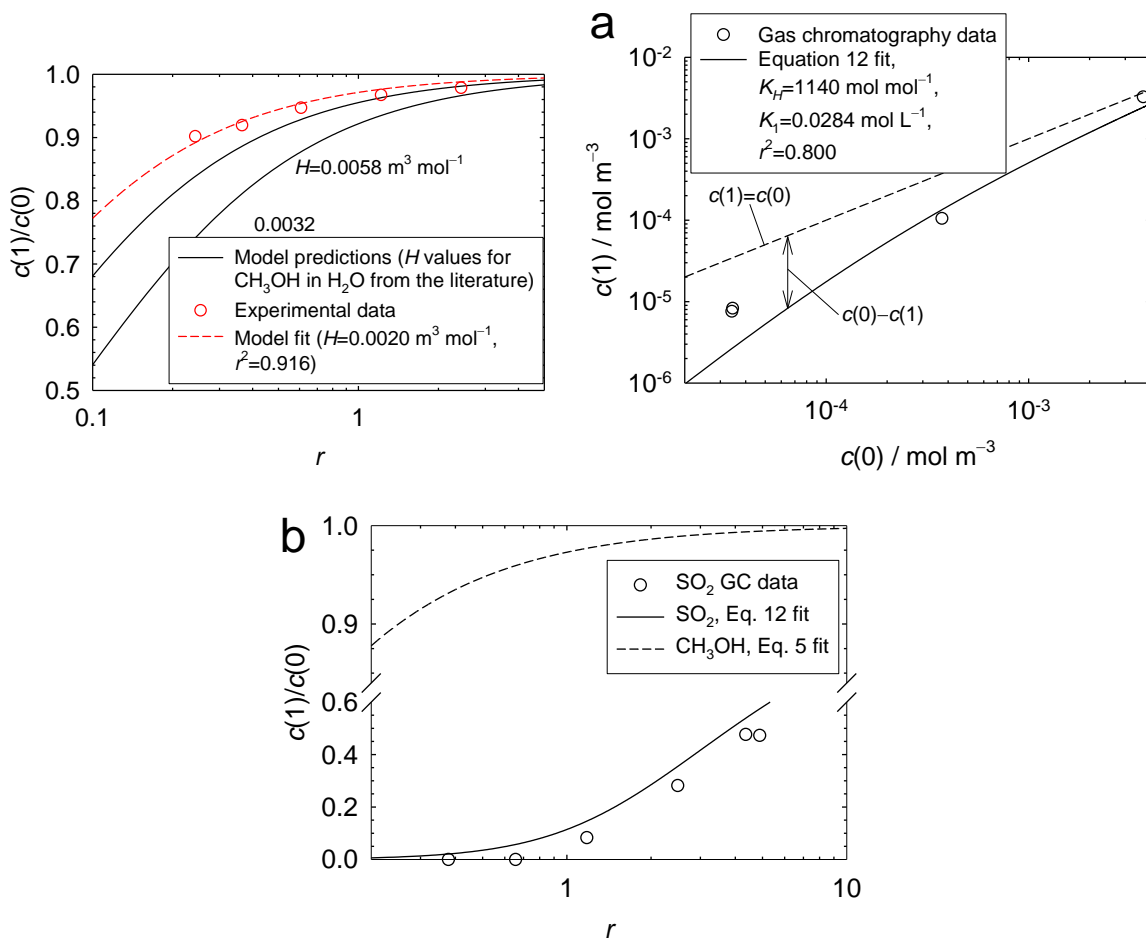 1.0
0.9
0.8
0.7
0.6
0.5
c(1)/c(0)
H=0.0058 m³ mol⁻¹
0.0032
Model predictions (H values for
CH₃OH in H₂O from the literature)
Experimental data
Model fit (H=0.0020 m³ mol⁻¹,
r²=0.916)
0.1
1
r
a
10⁻²
10⁻³
10⁻⁴
10⁻⁵
10⁻⁶
c(1) / mol m⁻³
Gas chromatography data
Equation 12 fit,
K_H=1140 mol mol⁻¹,
K₁=0.0284 mol L⁻¹,
r²=0.800
c(1)=c(0)
c(0)−c(1)
10⁻⁴
10⁻³
c(0) / mol m⁻³
b
1.0
0.9
0.6
0.4
0.2
0.0
c(1)/c(0)
SO₂ GC data
SO₂, Eq. 12 fit
CH₃OH, Eq. 5 fit
1
10
r